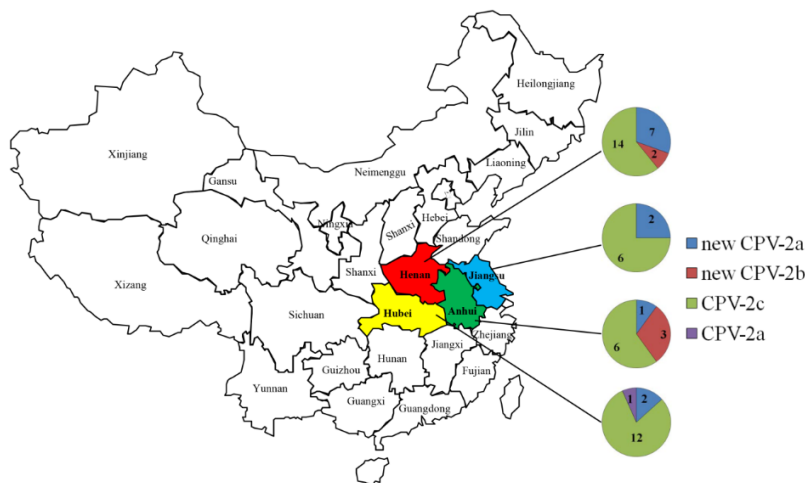 Heilongjiang
Jilin
Liaoning
Xinjiang
Neimenggu
Gansu
Hebei
Ningxia
Shanxi
Shandong
Qinghai
Shanxi
Henan
Jiangsu
Xizang
Sichuan
Hubei
Anhui
Zhejiang
Hunan
Jiangxi
Guizhou
Fujian
Yunnan
Guangxi
Guangdong
7
14
2
2
6
1
3
6
1
2
12
new CPV-2a
new CPV-2b
CPV-2c
CPV-2a